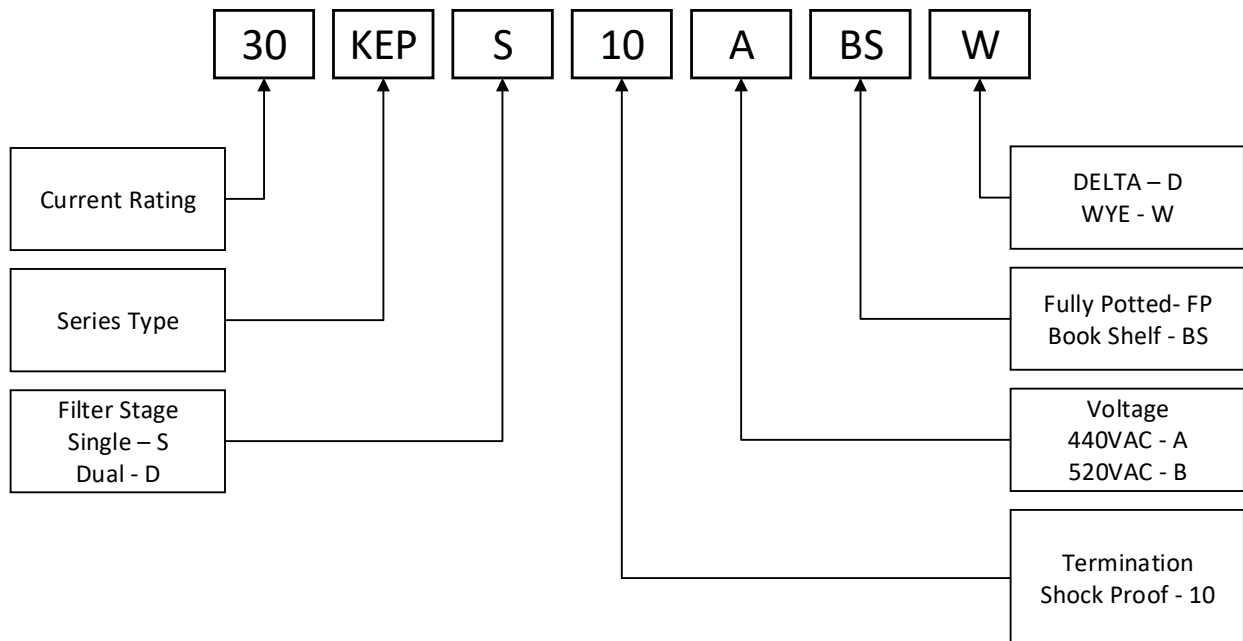 30 KEP S 10 A BS W
Current Rating
Series Type
Filter Stage
Single – S
Dual - D
DELTA – D
WYE - W
Fully Potted- FP
Book Shelf - BS
Voltage
440VAC - A
520VAC - B
Termination
Shock Proof - 10